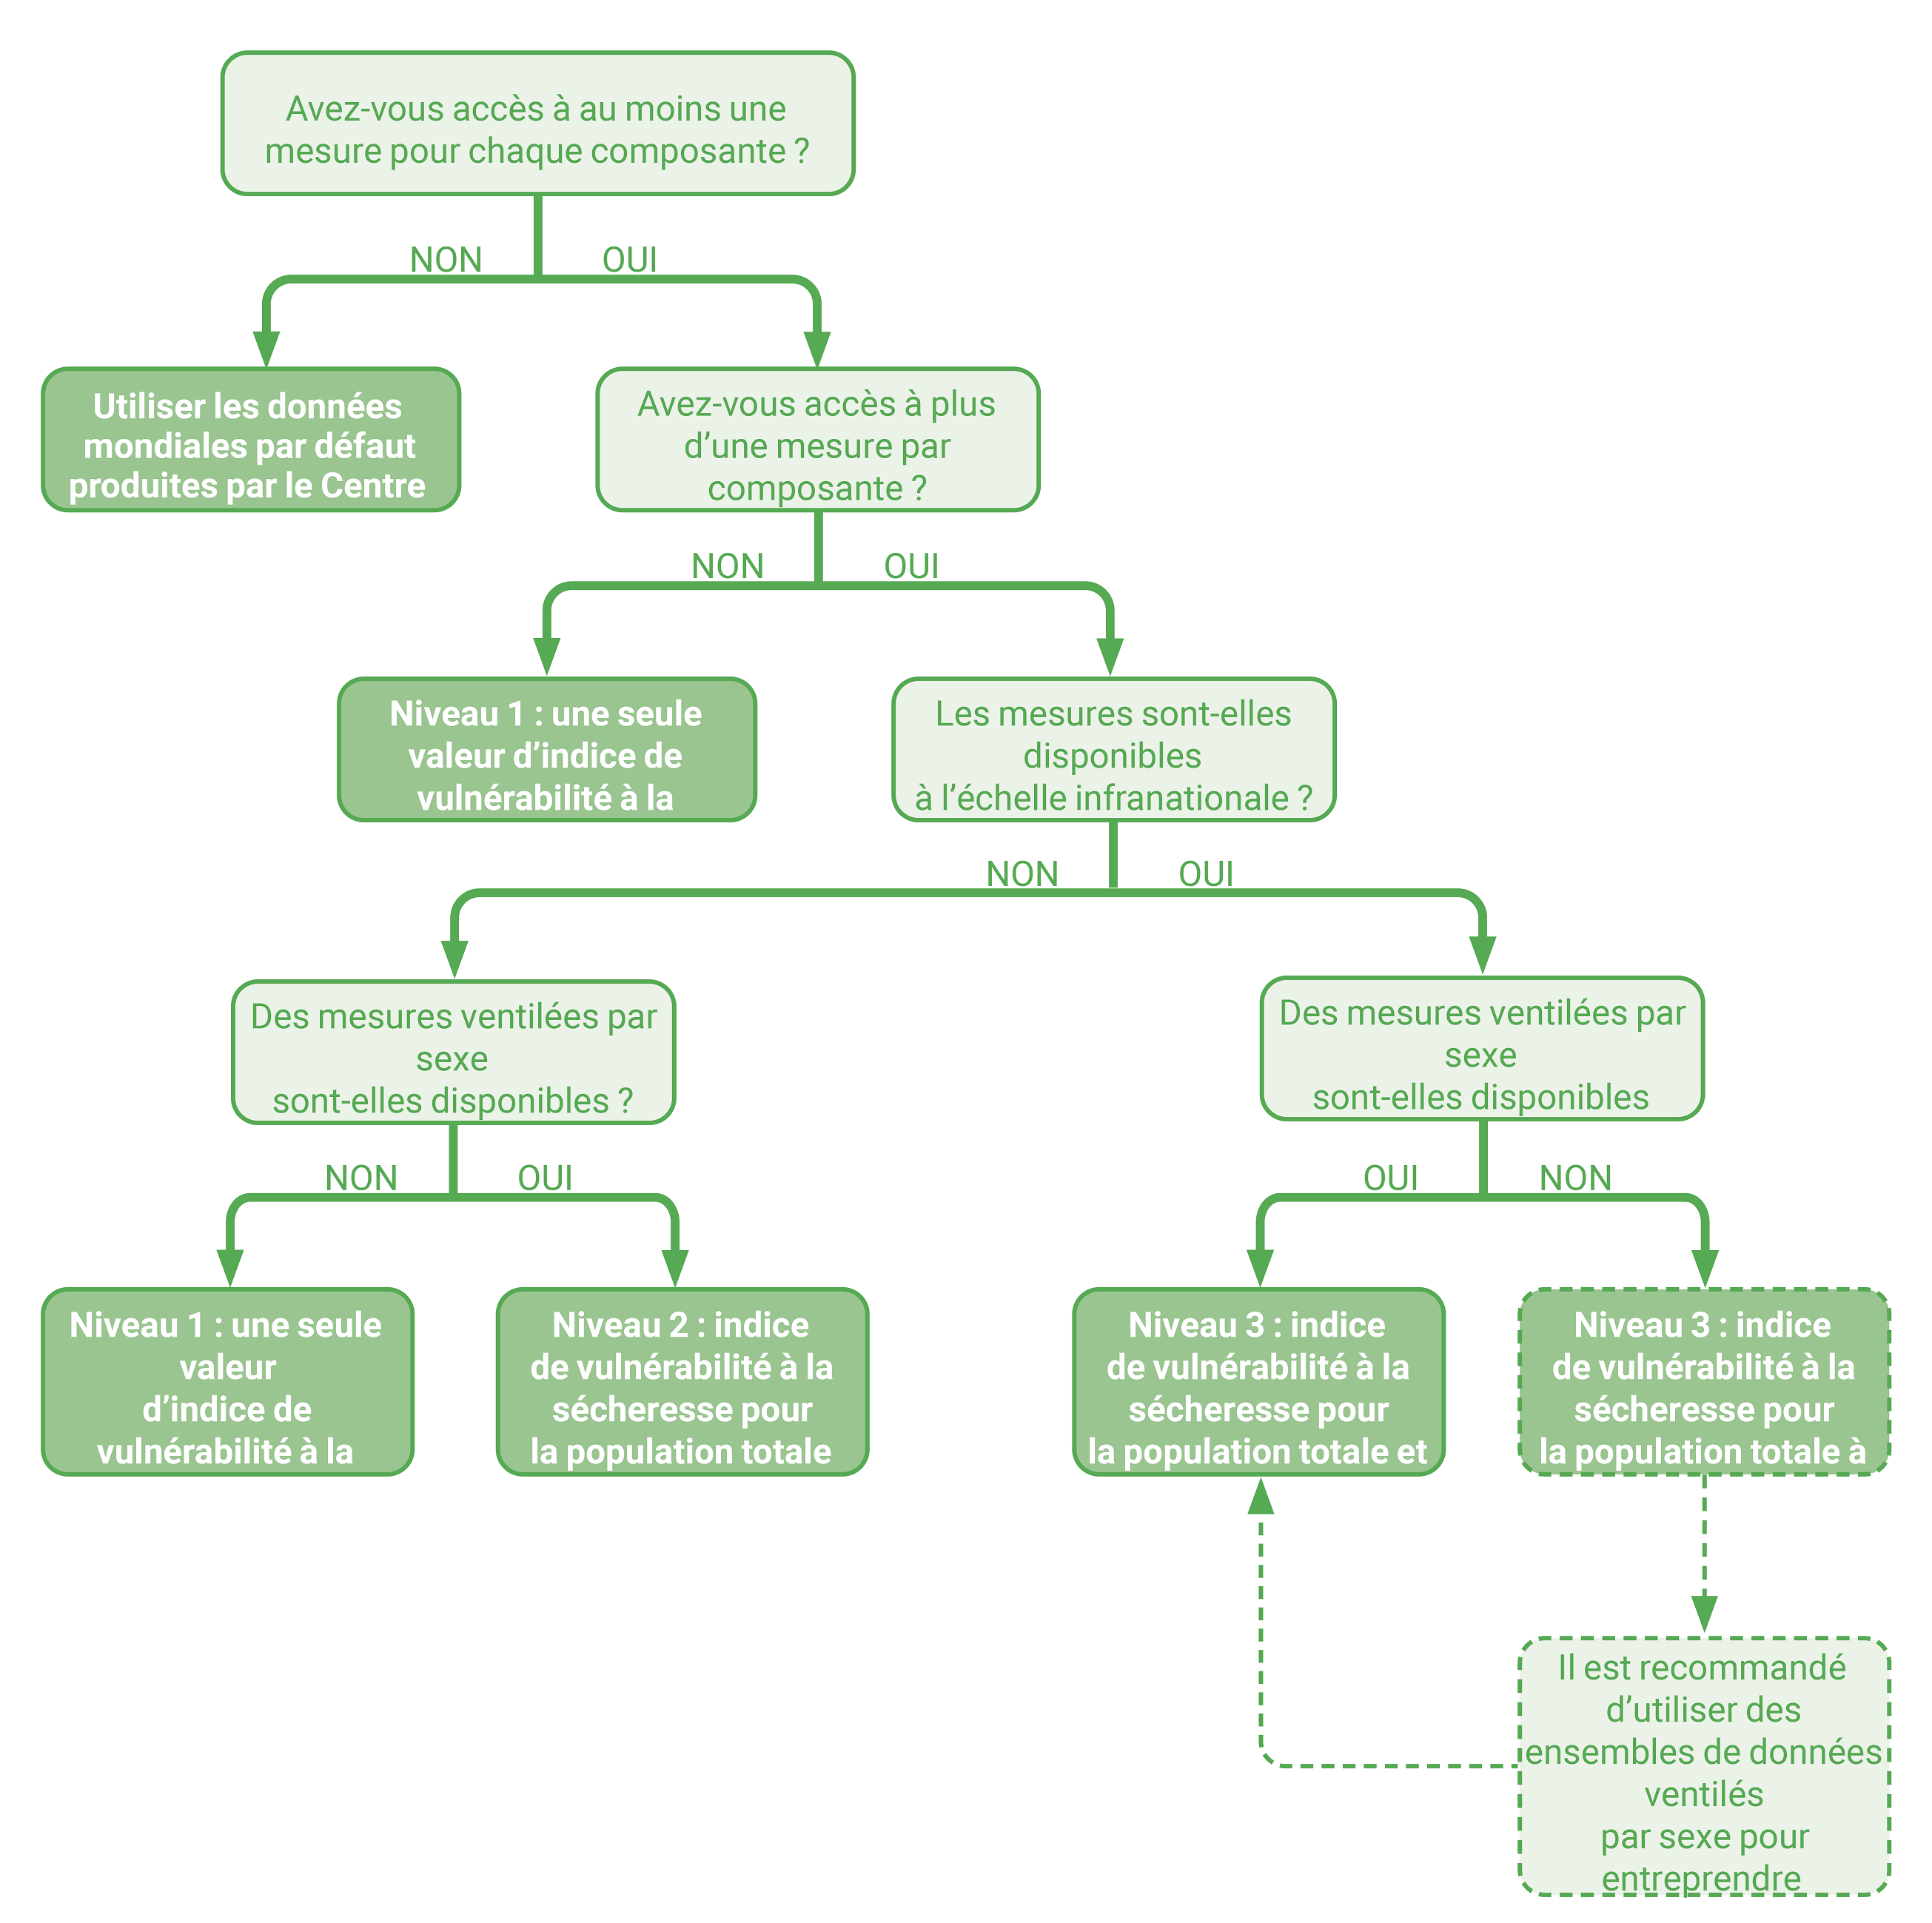 Avez-vous accès à au moins une
mesure pour chaque composante ?
NON
OUI
Utiliser les données
mondiales par défaut
produites par le Centre
Avez-vous accès à plus
d’une mesure par
composante ?
NON
OUI
Niveau 1 : une seule
valeur d’indice de
vulnérabilité à la
Les mesures sont-elles
disponibles
à l’échelle infranationale ?
NON
OUI
Des mesures ventilées par
sexe
sont-elles disponibles ?
Des mesures ventilées par
sexe
sont-elles disponibles
NON
OUI
OUI
NON
Niveau 1 : une seule
valeur
d’indice de
vulnérabilité à la
Niveau 2 : indice
de vulnérabilité à la
sécheresse pour
la population totale
Niveau 3 : indice
de vulnérabilité à la
sécheresse pour
la population totale et
Niveau 3 : indice
de vulnérabilité à la
sécheresse pour
la population totale à
Il est recommandé
d’utiliser des
ensembles de données
ventilés
par sexe pour
entreprendre